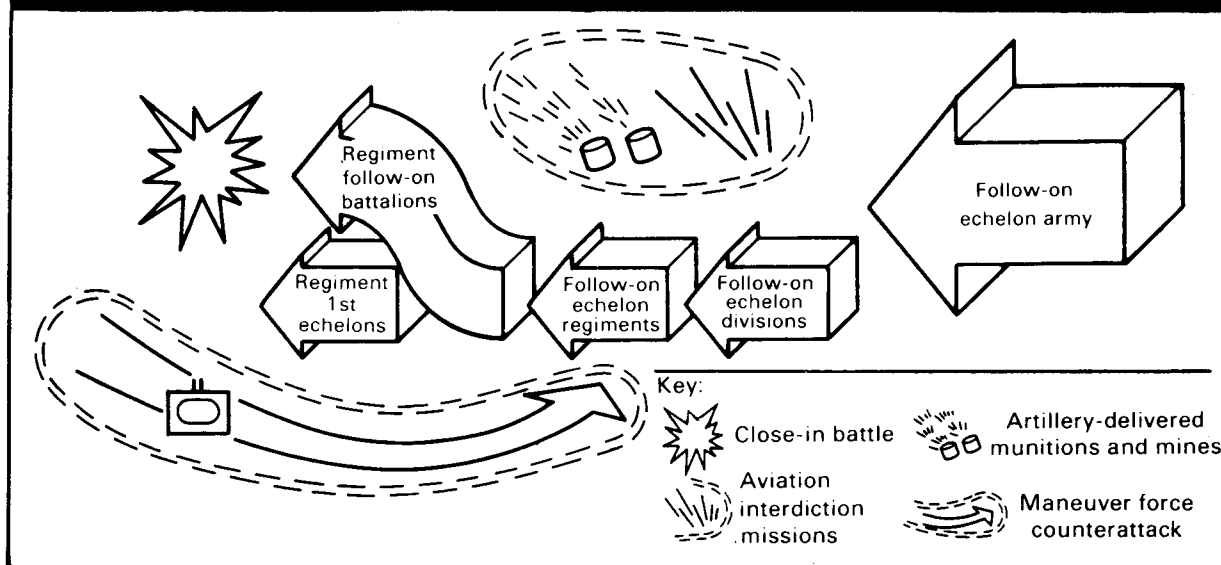 Regiment
follow-on
battalions
Follow-on
echelon army
Regiment
1st
echelons
Follow-on
echelon
regiments
Follow-on
echelon
divisions
Key:
Close-in battle
Artillery-delivered
munitions and mines
Aviation
interdiction
missions
Maneuver force
counterattack